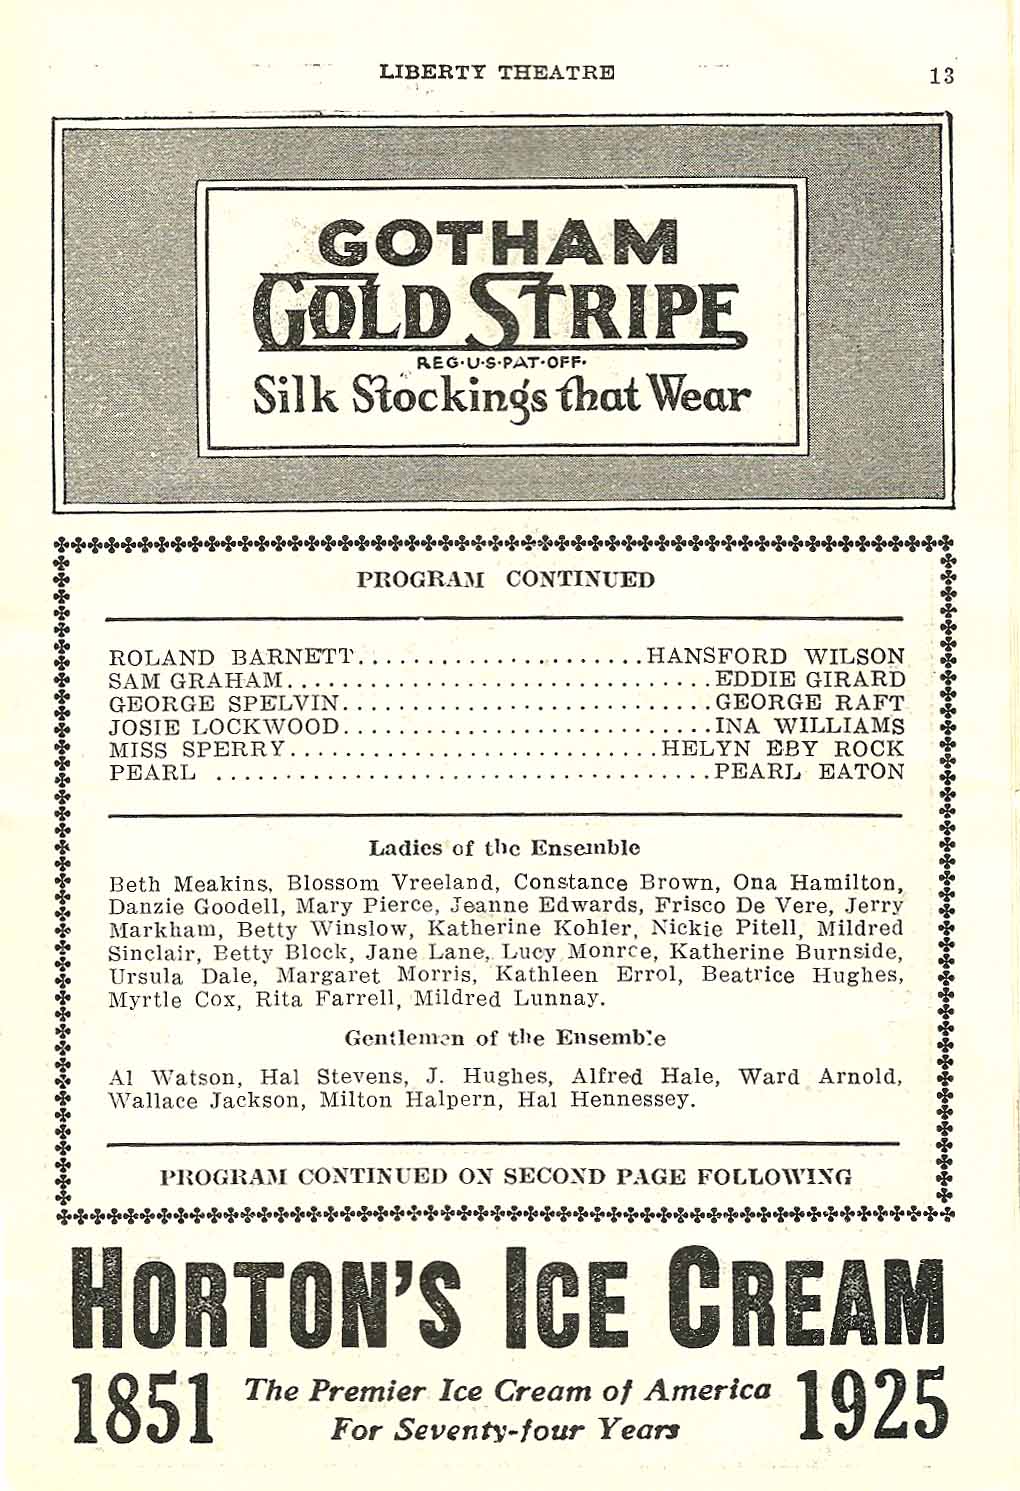 LIBERTY THEATRE
13
GOTHAM
GOLD STRIPE
REG·U·S·PAT·OFF·
Silk Stockings that Wear
PROGRAM CONTINUED
ROLAND BARNETT.....................HANSFORD WILSON
SAM GRAHAM...............................EDDIE GIRARD
GEORGE SPELVIN...........................GEORGE RAFT
JOSIE LOCKWOOD...........................INA WILLIAMS
MISS SPERRY...........................HELYN EBY ROCK
PEARL ....................................PEARL EATON
Ladies of the Ensemble
Beth Meakins, Blossom Vreeland, Constance Brown, Ona Hamilton,
Danzie Goodell, Mary Pierce, Jeanne Edwards, Frisco De Vere, Jerry
Markham, Betty Winslow, Katherine Kohler, Nickie Pitell, Mildred
Sinclair, Betty Block, Jane Lane, Lucy Monroe, Katherine Burnside,
Ursula Dale, Margaret Morris, Kathleen Errol, Beatrice Hughes,
Myrtle Cox, Rita Farrell, Mildred Lunnay.
Gentlemen of the Ensemble
Al Watson, Hal Stevens, J. Hughes, Alfred Hale, Ward Arnold,
Wallace Jackson, Milton Halpern, Hal Hennessey.
PROGRAM CONTINUED ON SECOND PAGE FOLLOWING
HORTON'S ICE CREAM
1851 The Premier Ice Cream of America 1925
For Seventy-four Years